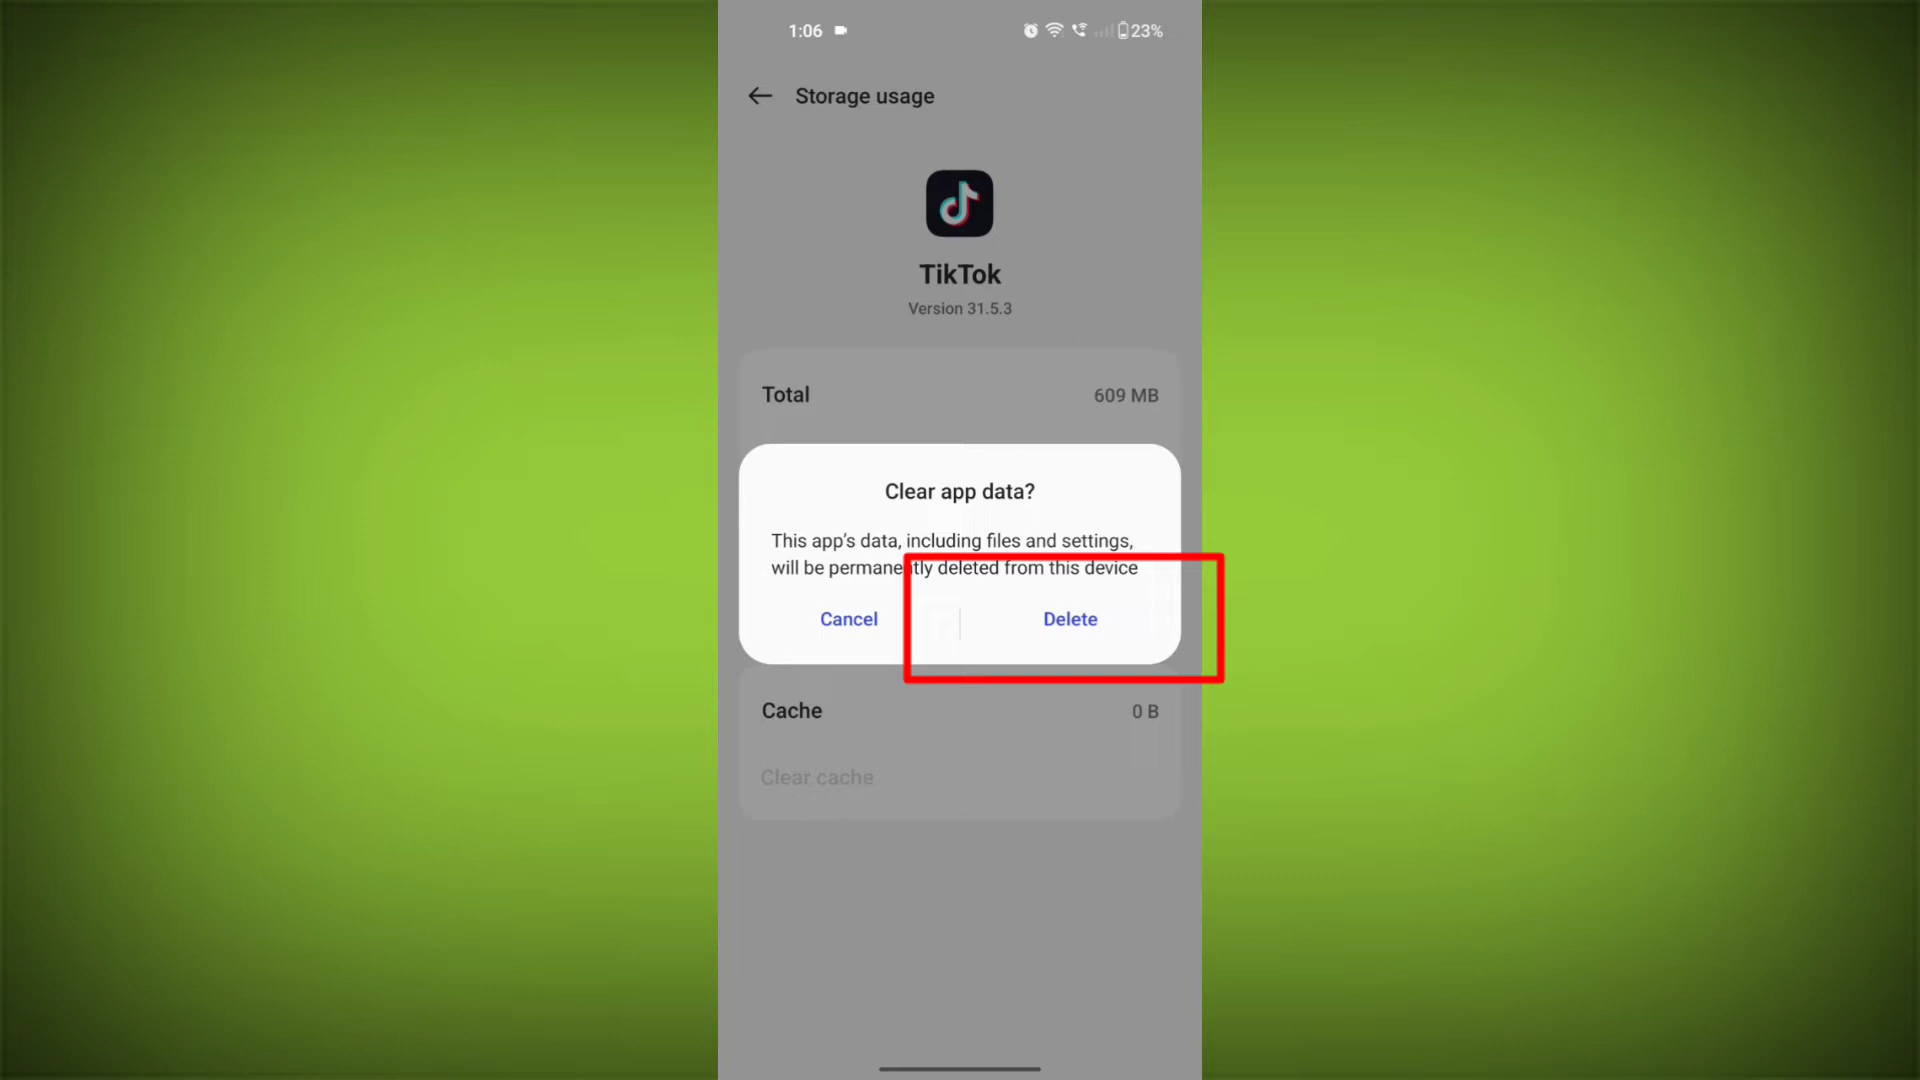 1:06
23%
Storage usage
TikTok
Version 31.5.3
Total 609 MB
Clear app data?
This app's data, including files and settings,
will be permanently deleted from this device
Cancel Delete
Cache 0 B
Clear cache